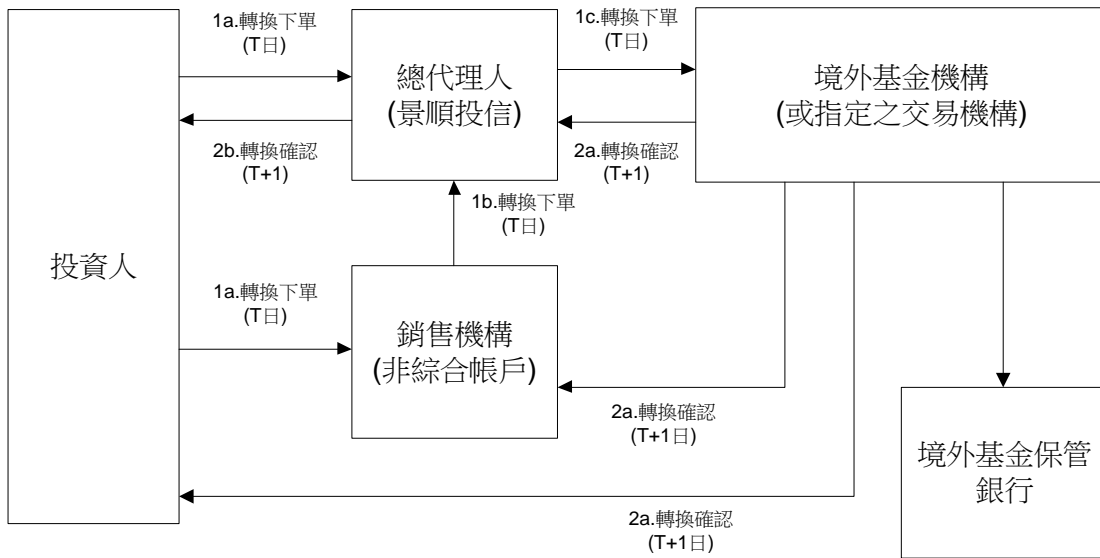 1a.轉換下單
(T日)
總代理人
(景順投信)
1c.轉換下單
(T日)
境外基金機構
(或指定之交易機構)
2b.轉換確認
(T+1)
2a.轉換確認
(T+1)
1b.轉換下單
(T日)
投資人
1a.轉換下單
(T日)
銷售機構
(非綜合帳戶)
2a.轉換確認
(T+1日)
境外基金保管
銀行
2a.轉換確認
(T+1日)